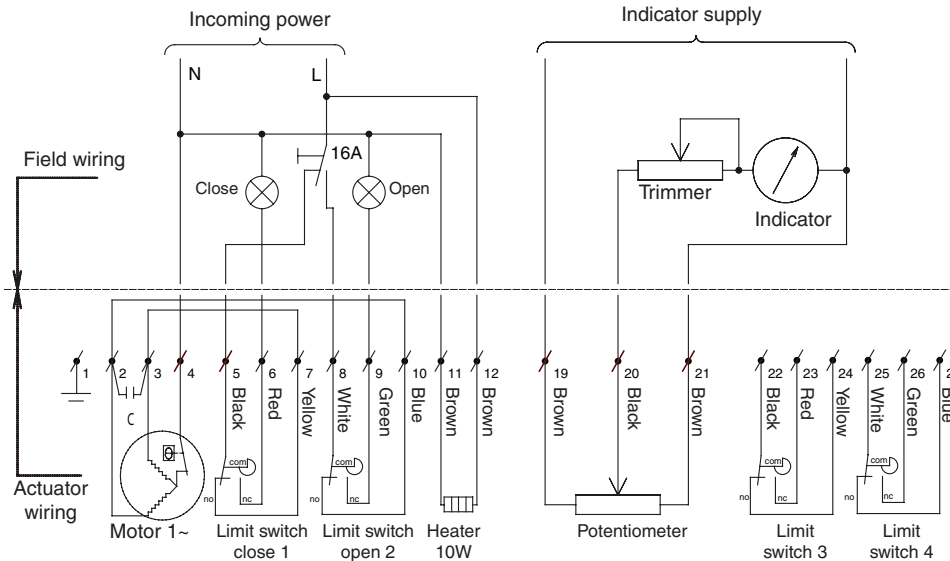 Incoming power
Indicator supply
N
L
16A
Field wiring
Close
Open
Trimmer
Indicator
1
2
3
4
5
6
7
8
9
10
11
12
19
20
21
22
23
24
25
26
2
Black
Red
Yellow
White
Green
Blue
Brown
Brown
Brown
Black
Brown
Black
Red
Yellow
White
Green
Blue
C
com
com
com
com
no
nc
no
nc
no
nc
no
nc
Actuator
wiring
Motor 1~
Limit switch
close 1
Limit switch
open 2
Heater
10W
Potentiometer
Limit
switch 3
Limit
switch 4